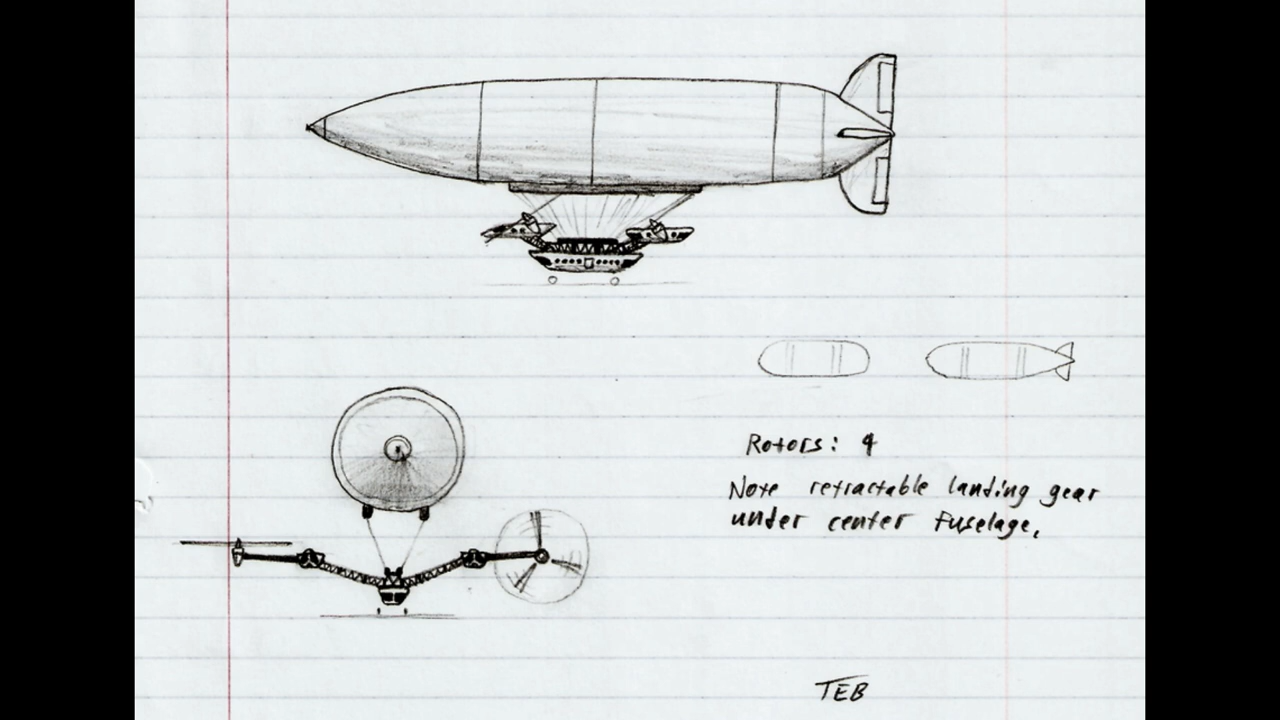 Rotors: 4
Note retractable landing gear
under center fuselage.
TEB